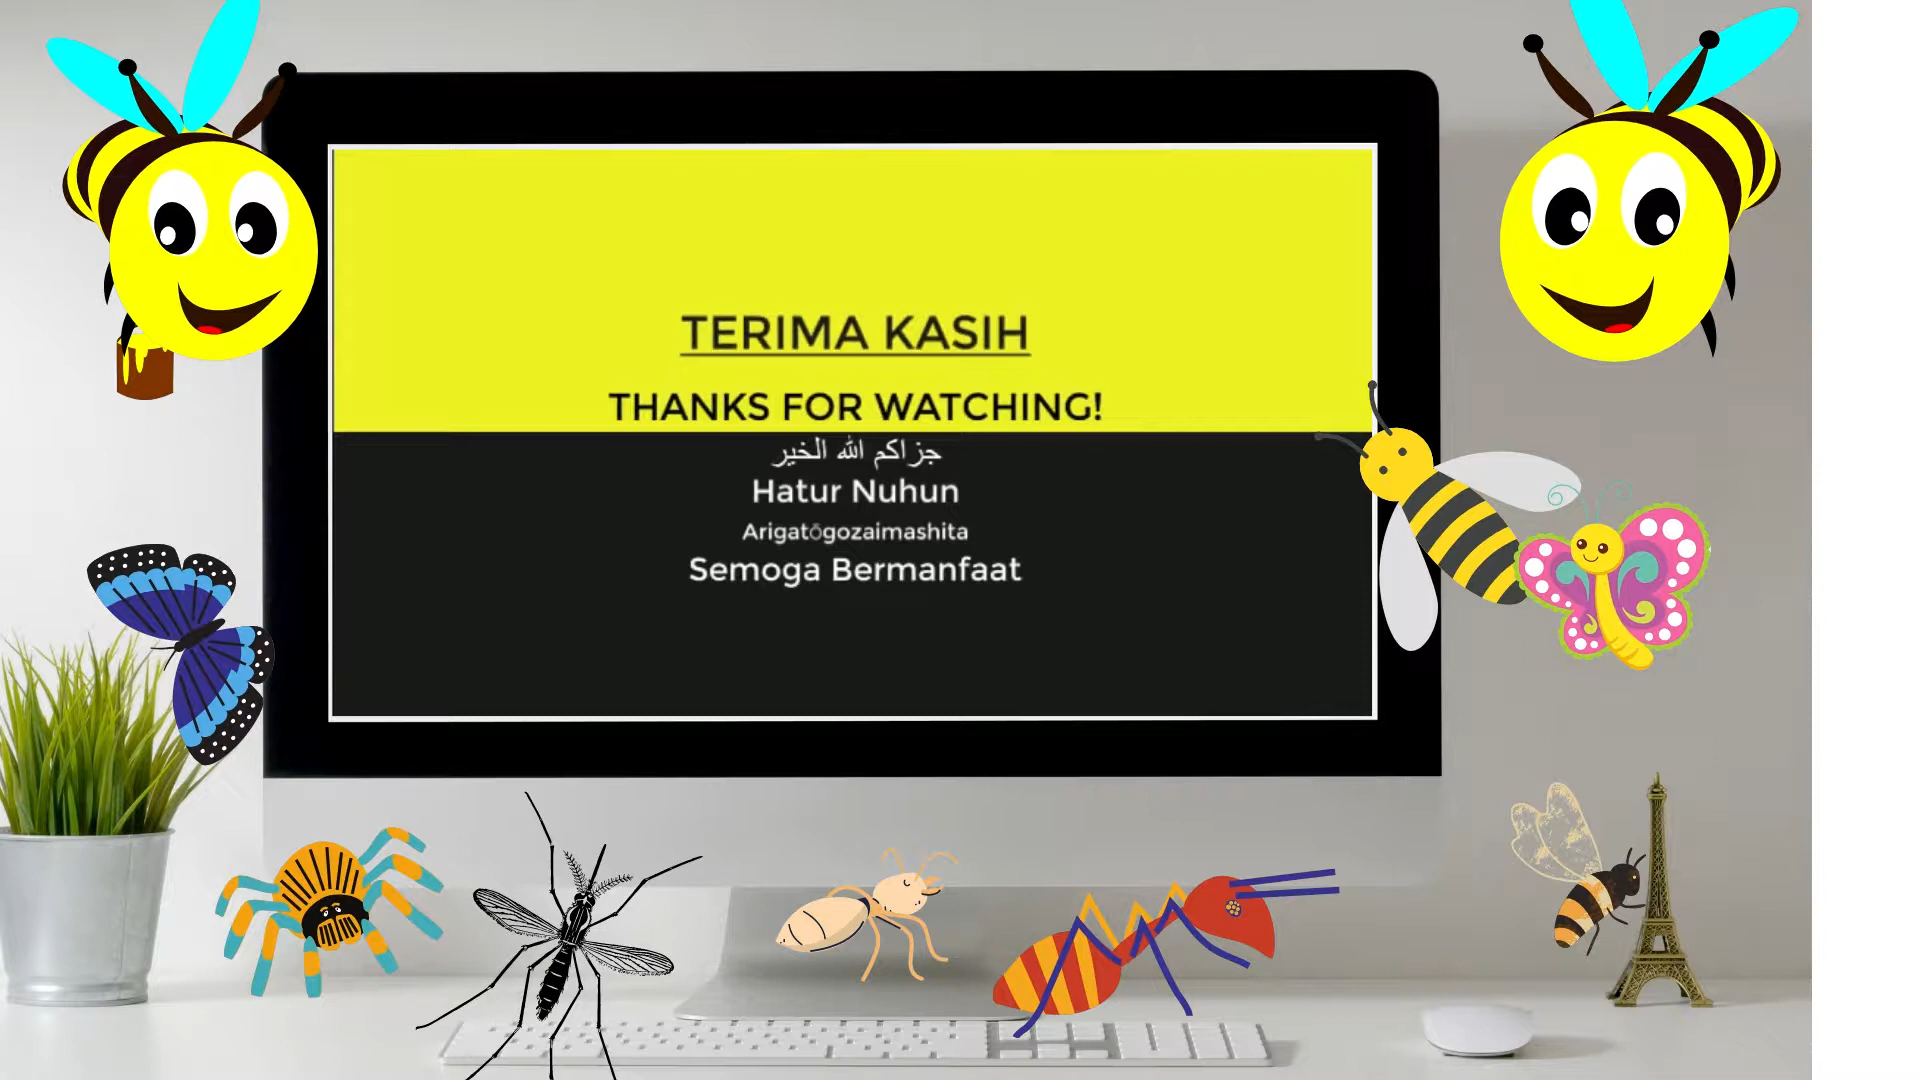 TERIMA KASIH
THANKS FOR WATCHING!
جزاكم الله الخير
Hatur Nuhun
Arigatōgozaimashita
Semoga Bermanfaat